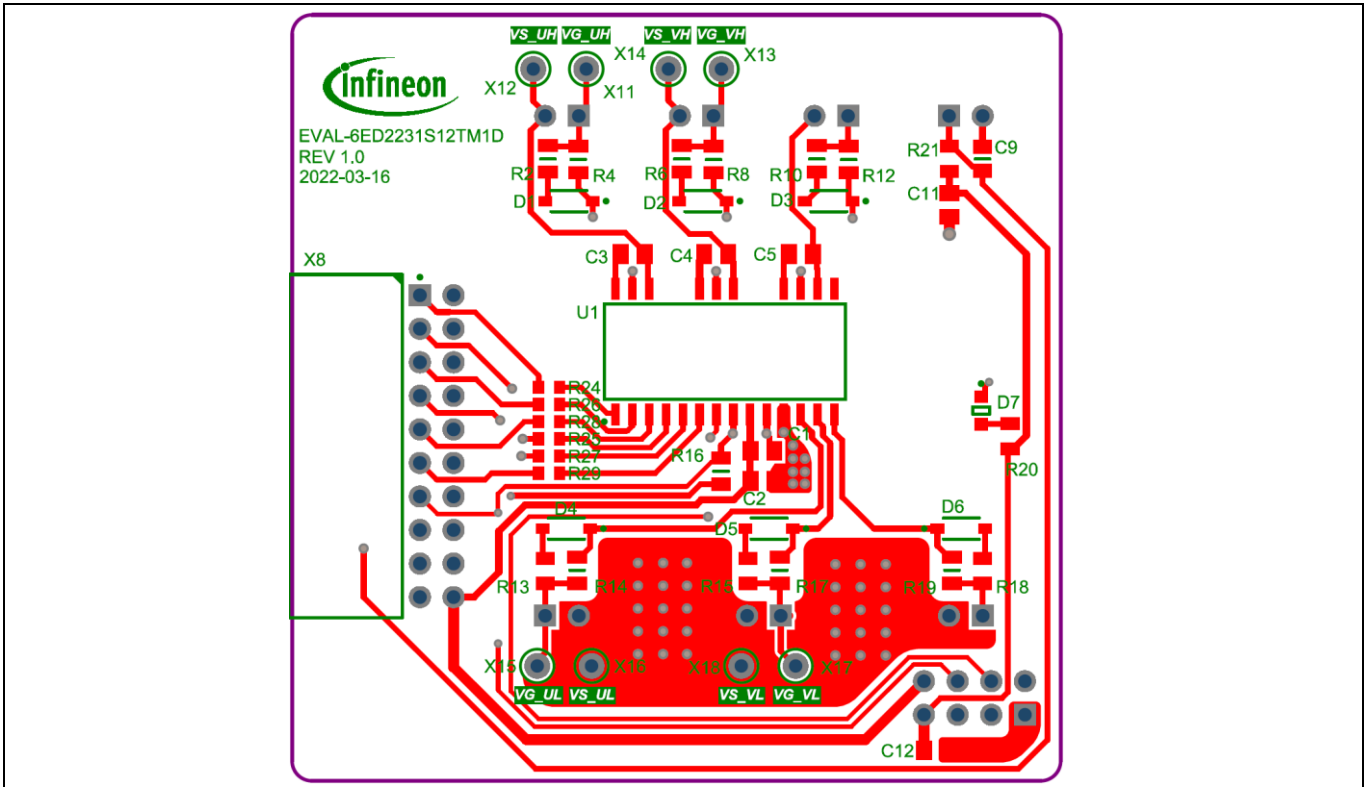 VS_UH VG_UH VS_VH VG_VH
X14 X13
X12 X11
infineon
EVAL-6ED2231S12TM1D
REV 1.0
2022-03-16
R21 C9
R2 R4 R6 R8 R10 R12
C11
D D2 D3
X8
C3 C4 C5
U1
R24
R26
R28
R25
R27
R29
D7
C1
R16
R20
C2
D4 D5 D6
R13 R14 R15 R17 R19 R18
X15 X16 X18 X17
VG_UL VS_UL VS_VL VG_VL
C12